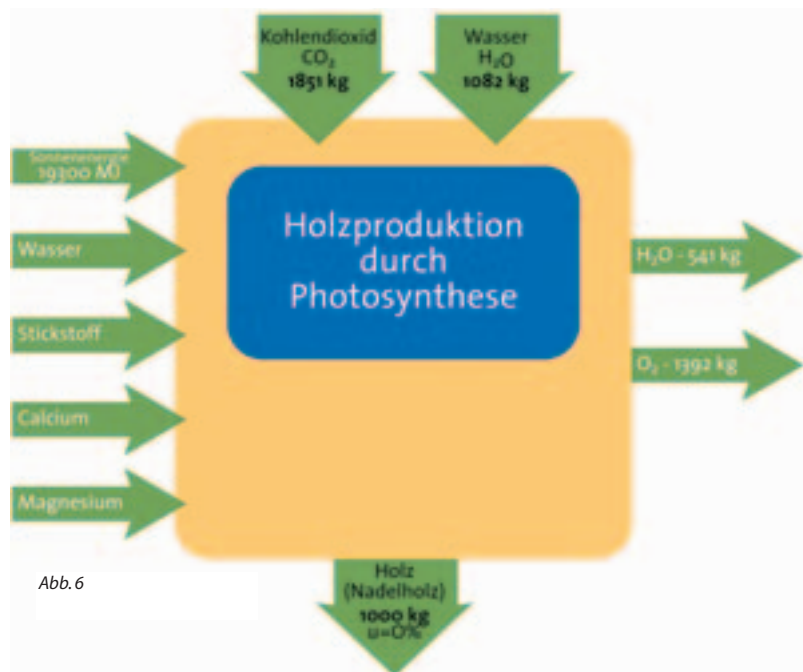 Kohlendioxid
CO₂
1851 kg
Wasser
H₂O
1082 kg
Sonnenenergie
19300 MJ
Wasser
Stickstoff
Calcium
Magnesium
Holzproduktion
durch
Photosynthese
H₂O - 541 kg
O₂ - 1392 kg
Holz
(Nadelholz)
1000 kg
u=0%
Abb. 6